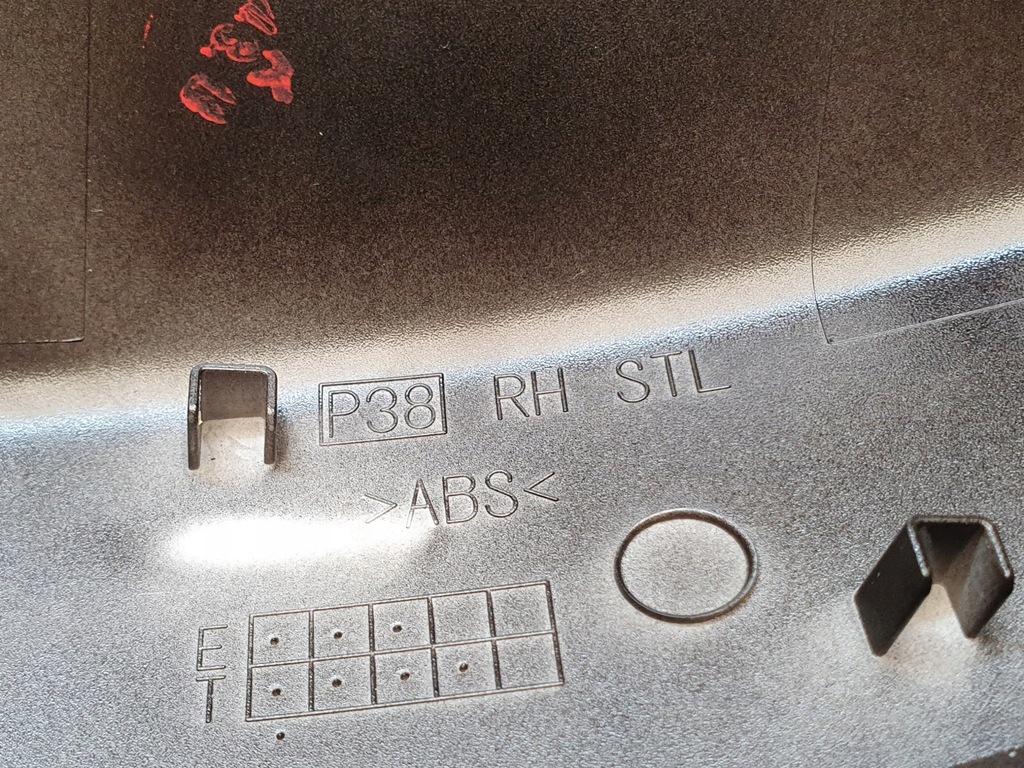 P38 RH STL
>ABS<
E
T